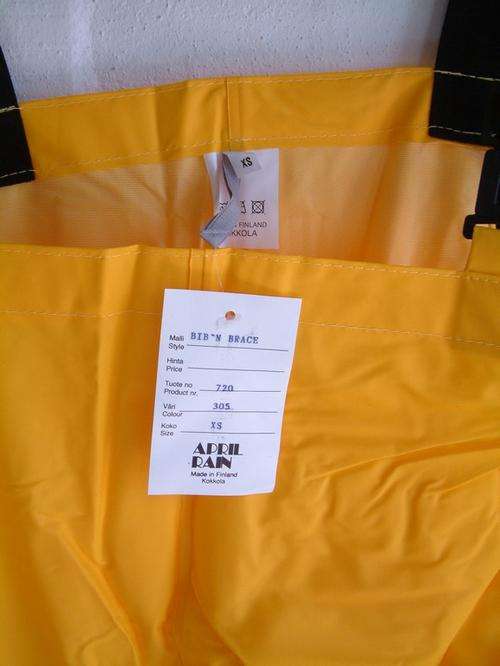 XS
FINLAND
KKOLA
Malli BIB`N BRACE
Style
Hinta
Price
Tuote no 720
Product nr.
Väri 305
Colour
Koko XS
Size
APRIL
RAIN
Made in Finland
Kokkola